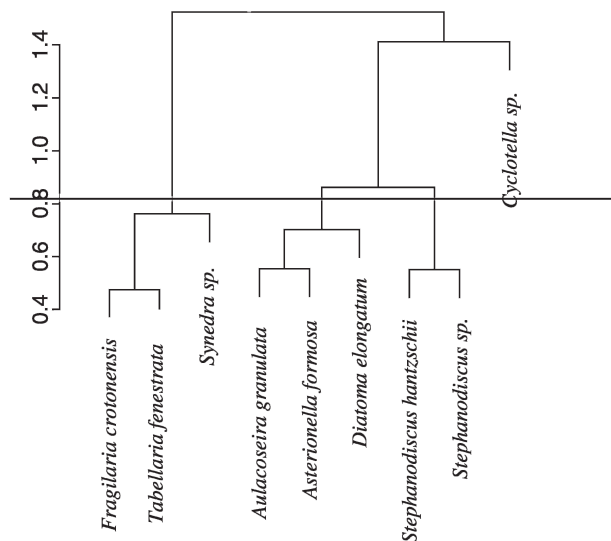 1.4
1.2
1.0
0.8
0.6
0.4
Fragilaria crotonensis
Tabellaria fenestrata
Synedra sp.
Aulacoseira granulata
Asterionella formosa
Diatoma elongatum
Stephanodiscus hantzschii
Stephanodiscus sp.
Cyclotella sp.